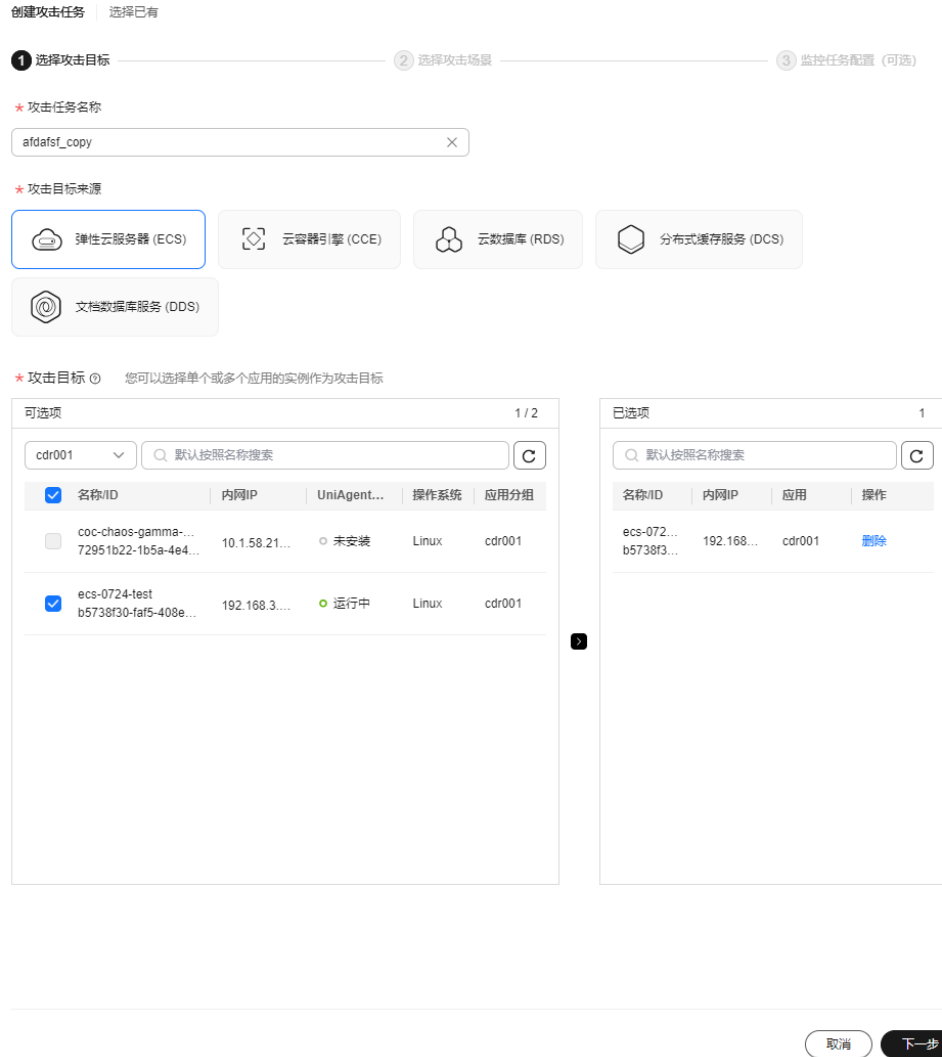 创建攻击任务 选择已有
1 选择攻击目标 2 选择攻击场景 3 监控任务配置（可选）
* 攻击任务名称
afdafsf_copy
* 攻击目标来源
弹性云服务器 (ECS) 云容器引擎 (CCE) 云数据库 (RDS) 分布式缓存服务 (DCS)
文档数据库服务 (DDS)
* 攻击目标 ? 您可以选择单个或多个应用的实例作为攻击目标
可选项 1 / 2 已选项 1
cdr001 默认按照名称搜索 默认按照名称搜索
名称/ID 内网IP UniAgent... 操作系统 应用分组 名称/ID 内网IP 应用 操作
coc-chaos-gamma-... ecs-072...
72951b22-1b5a-4e4... 10.1.58.21... 未安装 Linux cdr001 b5738f3... 192.168... cdr001 删除
ecs-0724-test
b5738f30-faf5-408e... 192.168.3.... 运行中 Linux cdr001
取消 下一步